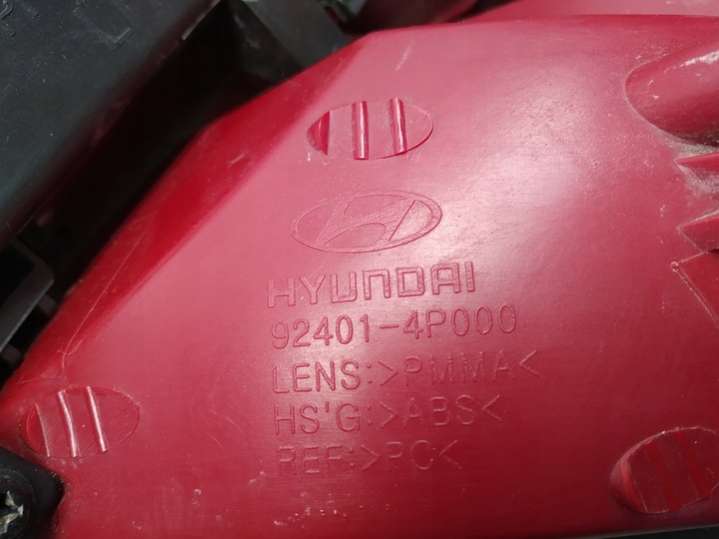 HYUNDAI
92401-4P000
LENS:>PMMA<
HS'G:>ABS<
REF:>PC<